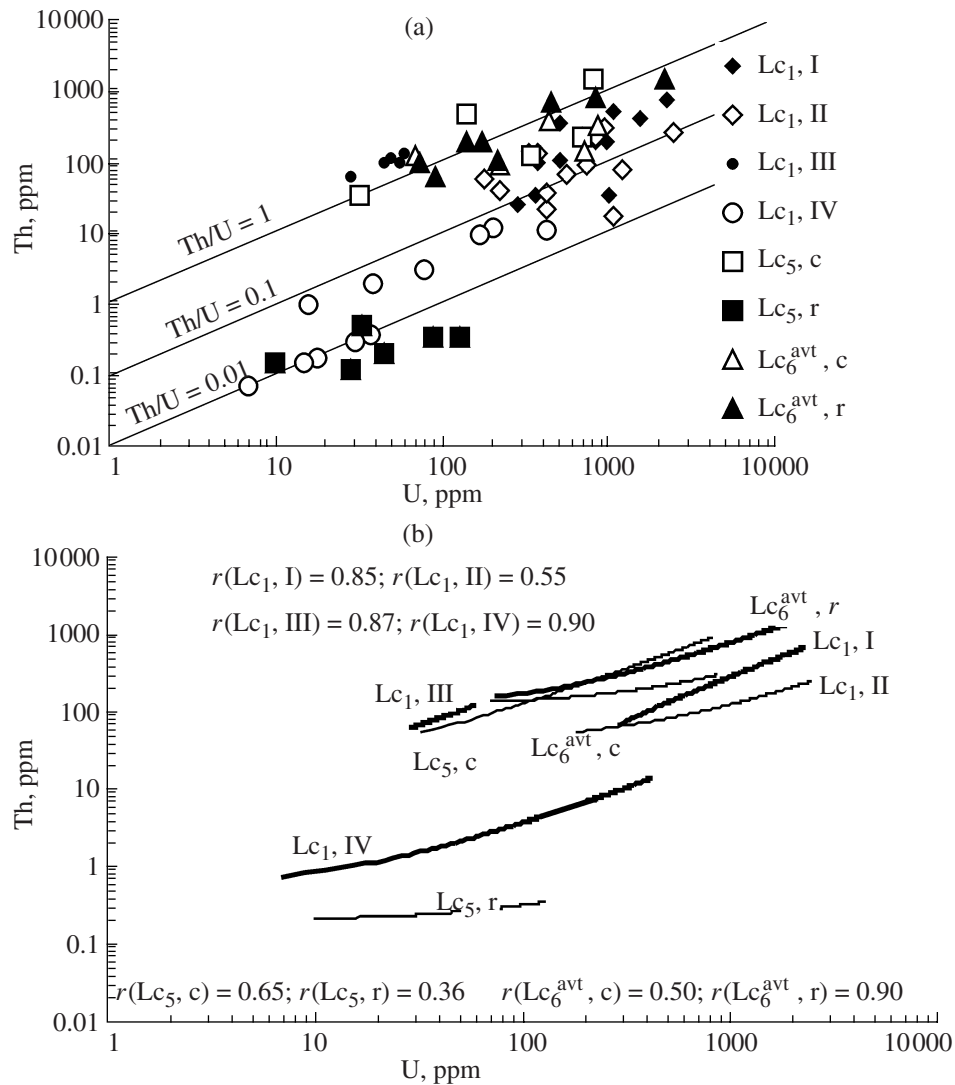 (a)
10000
1000
100
10
1
0.1
0.01
Th, ppm
Th/U = 1
Th/U = 0.1
Th/U = 0.01
1
10
100
1000
10000
U, ppm
Lc1, I
Lc1, II
Lc1, III
Lc1, IV
Lc5, c
Lc5, r
Lc6avt, c
Lc6avt, r
(b)
10000
1000
100
10
1
0.1
0.01
Th, ppm
r(Lc1, I) = 0.85; r(Lc1, II) = 0.55
r(Lc1, III) = 0.87; r(Lc1, IV) = 0.90
Lc6avt, r
Lc1, I
Lc1, II
Lc1, III
Lc5, c
Lc6avt, c
Lc1, IV
Lc5, r
r(Lc5, c) = 0.65; r(Lc5, r) = 0.36 r(Lc6avt, c) = 0.50; r(Lc6avt, r) = 0.90
1
10
100
1000
10000
U, ppm